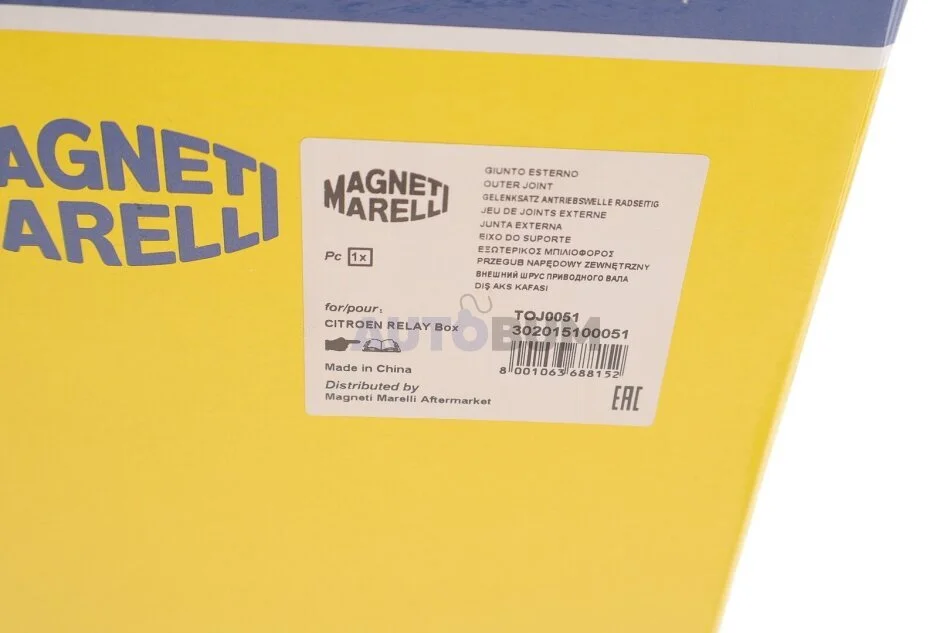 MAGNETI
MARELLI
MAGNETI
MARELLI
Pc 1x
for/pour:
CITROEN RELAY Box
Made in China
Distributed by
Magneti Marelli Aftermarket
GIUNTO ESTERNO
OUTER JOINT
GELENKSATZ ANTRIEBSWELLE RADSEITIG
JEU DE JOINTS EXTERNE
JUNTA EXTERNA
EIXO DO SUPORTE
ΕΞΩΤΕΡΙΚΟΣ ΜΠΙΛΙΟΦΟΡΟΣ
PRZEGUB NAPĘDOWY ZEWNĘTRZNY
ВНЕШНИЙ ШРУС ПРИВОДНОГО ВАЛА
DIŞ AKS KAFASI
TOJ0051
302015100051
8 001063 688152
EAC
AUTOBUM